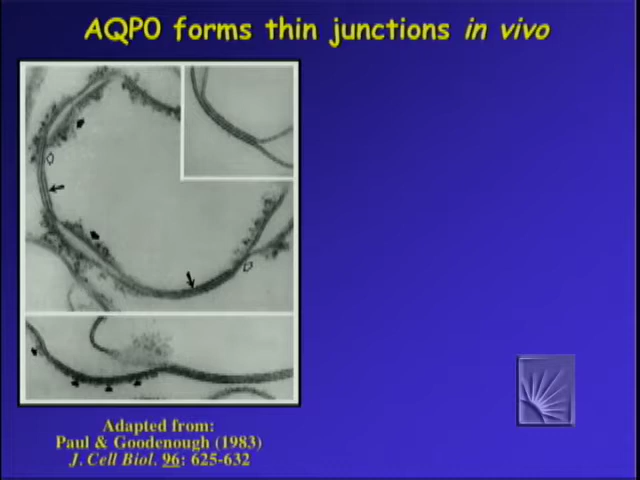 AQP0 forms thin junctions in vivo
Adapted from:
Paul & Goodenough (1983)
J. Cell Biol. 96: 625-632